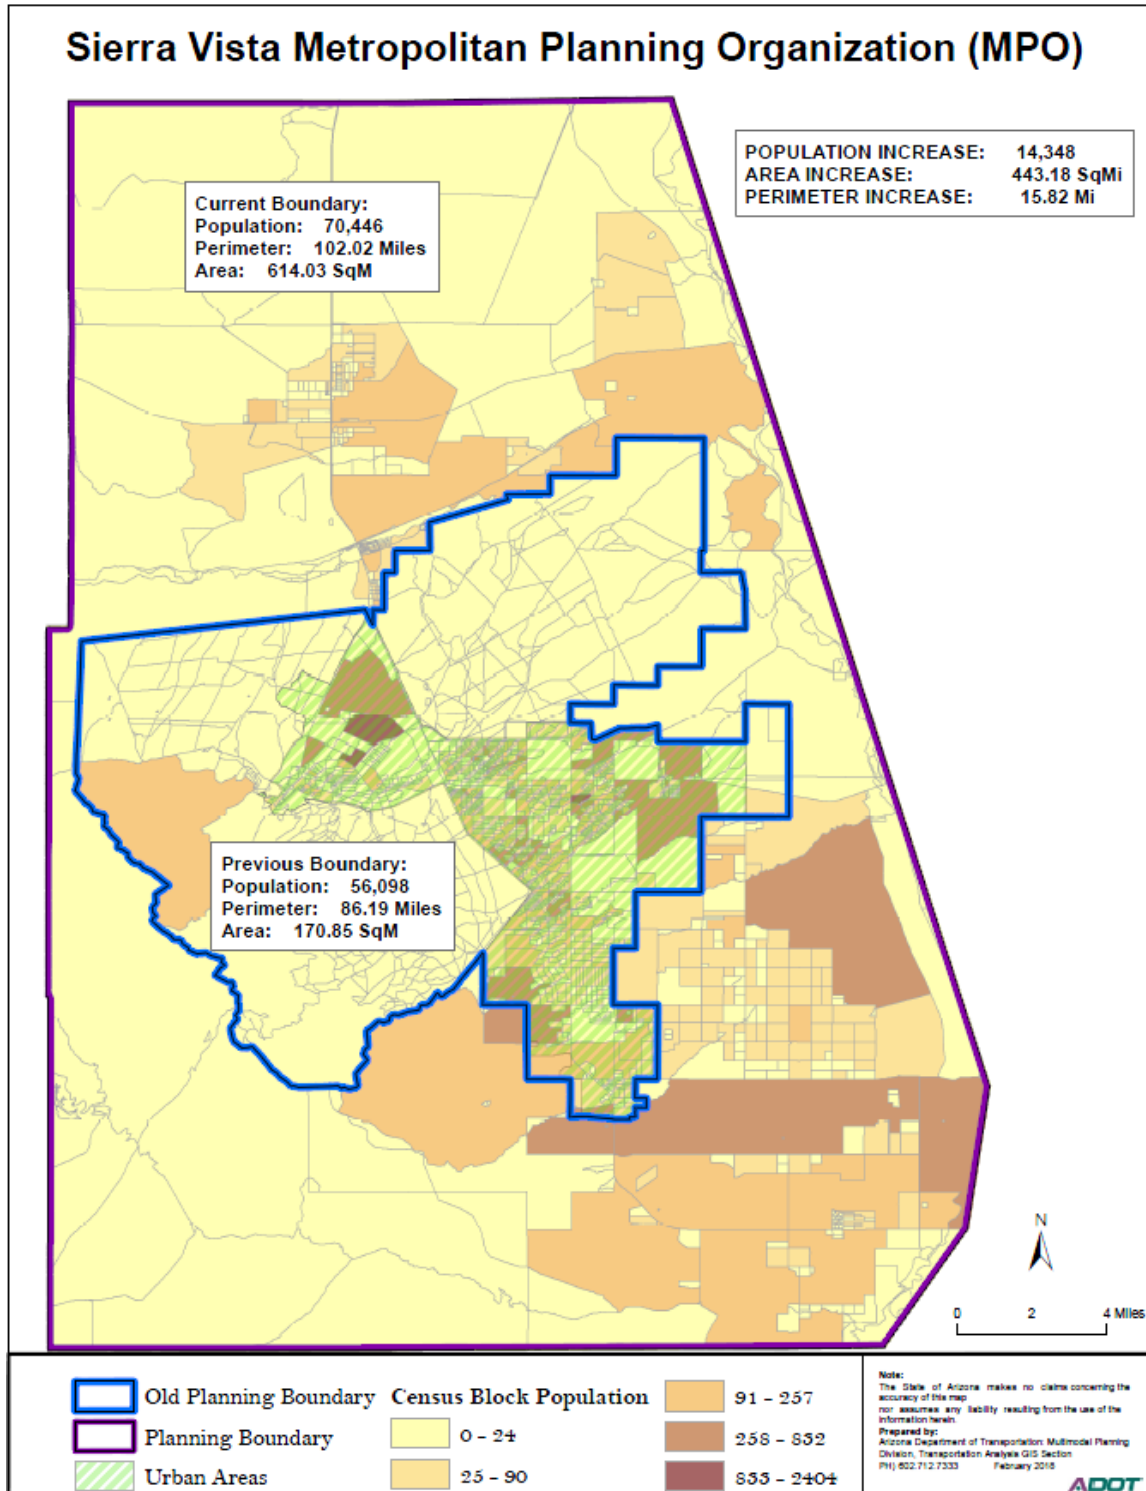 Sierra Vista Metropolitan Planning Organization (MPO)
POPULATION INCREASE: 14,348
AREA INCREASE: 443.18 SqMi
PERIMETER INCREASE: 15.82 Mi
Current Boundary:
Population: 70,446
Perimeter: 102.02 Miles
Area: 614.03 SqM
Previous Boundary:
Population: 56,098
Perimeter: 86.19 Miles
Area: 170.85 SqM
N
0 2 4 Miles
Old Planning Boundary
Planning Boundary
Urban Areas
Census Block Population
0 - 24
25 - 90
91 - 257
258 - 832
833 - 2404
Note:
The State of Arizona makes no claims concerning the
accuracy of this map
nor assumes any liability resulting from the use of the
information herein.
Prepared by:
Arizona Department of Transportation: Multimodal Planning
Division, Transportation Analysis GIS Section
PH) 602.712.7333 February 2018
ADOT